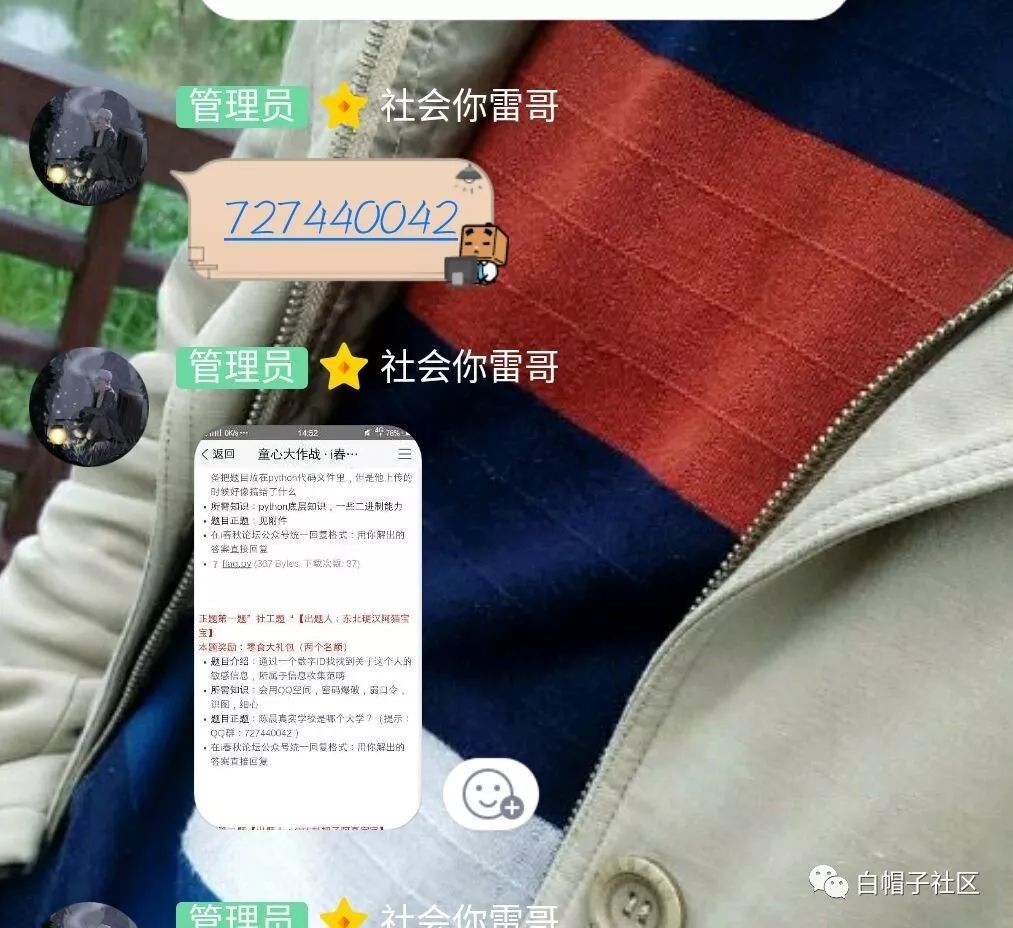 管理员 社会你雷哥
727440042
管理员 社会你雷哥
0K/s 14:52 4G 76%
返回 童心大作战 · i春…
备把题目放在python代码文件里，但是他上传的
时候好像搞错了什么
所需知识：python底层知识，一些二进制能力
题目正题：见附件
在i春秋论坛公众号统一回复格式：用你解出的
答案直接回复
? flag.py (367 Bytes, 下载次数: 37)
正题第一题”社工题“【出题人：东北硬汉阿猫宝
宝】
本题奖励：零食大礼包（两个名额）
题目介绍：通过一个数字ID找找到关于这个人的
敏感信息，所属于信息收集范畴
所需知识：会用QQ空间，密码爆破，弱口令，
识图，细心
题目正题：陈晨真实学校是哪个大学？（提示：
QQ群：727440042 ）
在i春秋论坛公众号统一回复格式：用你解出的
答案直接回复
白帽子社区
管理员 社会你雷哥